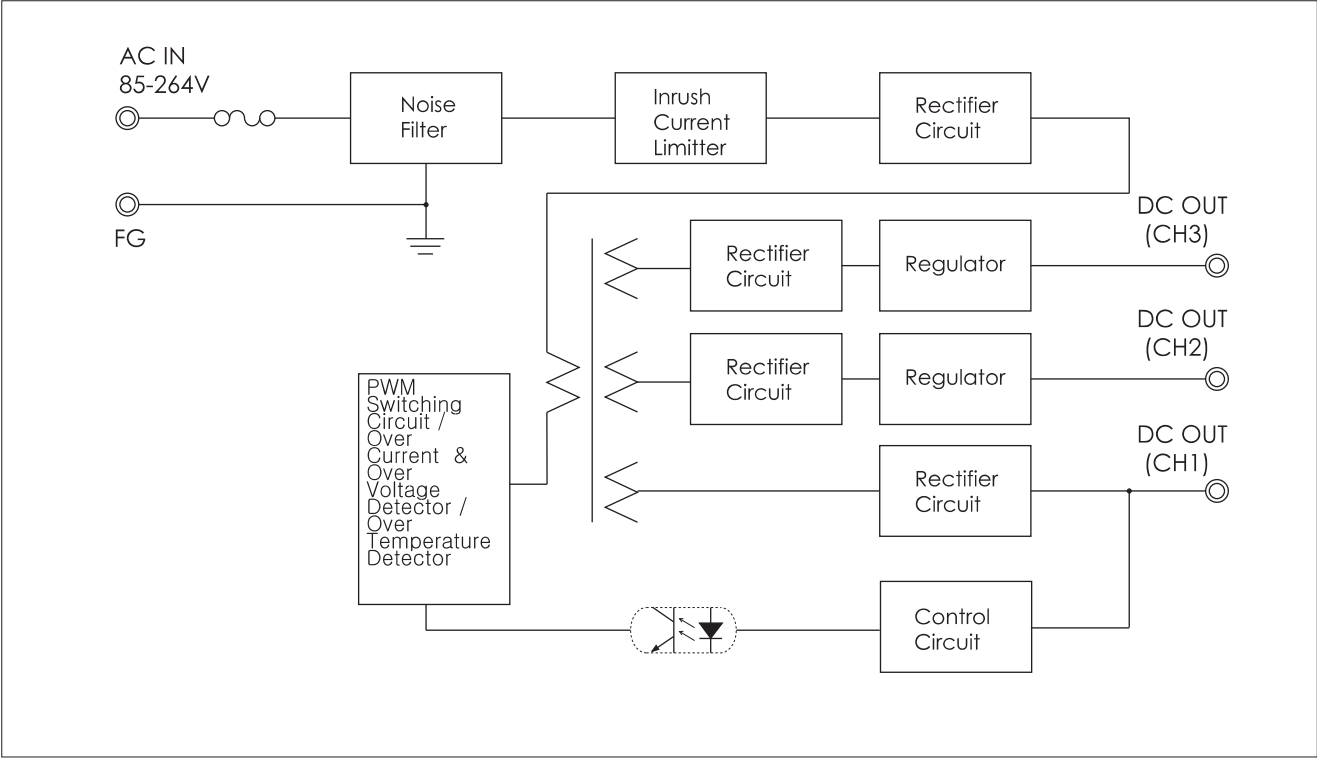 AC IN
85-264V
Noise
Filter
Inrush
Current
Limitter
Rectifier
Circuit
FG
DC OUT
(CH3)
Rectifier
Circuit
Regulator
DC OUT
(CH2)
Rectifier
Circuit
Regulator
PWM
Switching
Circuit /
Over
Current &
Over
Voltage
Detector /
Over
Temperature
Detector
DC OUT
(CH1)
Rectifier
Circuit
Control
Circuit